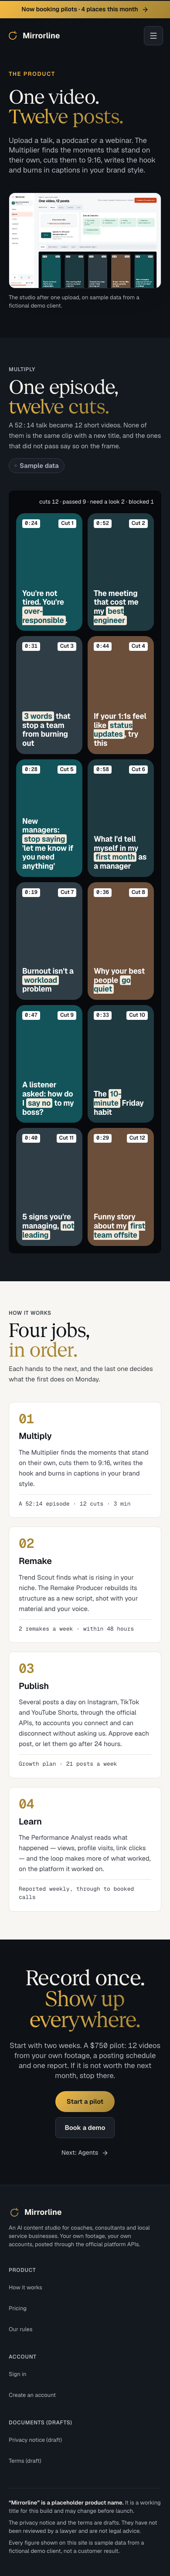 Now booking pilots · 4 places this month →
Mirrorline
THE PRODUCT
One video.
Twelve posts.
Upload a talk, a podcast or a webinar. The
Multiplier finds the moments that stand on
their own, cuts them to 9:16, writes the hook
and burns in captions in your brand style.
The studio after one upload, on sample data from a
fictional demo client.
MULTIPLY
One episode,
twelve cuts.
A 52:14 talk became 12 short videos. None of
them is the same clip with a new title, and the ones
that did not pass say so on the frame.
Sample data
cuts 12 · passed 9 · need a look 2 · blocked 1
0:24 Cut 1
You're not
tired. You're
over-
responsible.
0:52 Cut 2
The meeting
that cost me
my best
engineer
0:31 Cut 3
3 words that
stop a team
from burning
out
0:44 Cut 4
If your 1:1s feel
like status
updates, try
this
0:28 Cut 5
New
managers:
stop saying
'let me know if
you need
anything'
0:58 Cut 6
What I'd tell
myself in my
first month as
a manager
0:19 Cut 7
Burnout isn't a
workload
problem
0:36 Cut 8
Why your best
people go
quiet
0:47 Cut 9
A listener
asked: how do
I say no to my
boss?
0:33 Cut 10
The 10-
minute Friday
habit
0:40 Cut 11
5 signs you're
managing, not
leading
0:29 Cut 12
Funny story
about my first
team offsite
HOW IT WORKS
Four jobs,
in order.
Each hands to the next, and the last one decides
what the first does on Monday.
01
Multiply
The Multiplier finds the moments that stand
on their own, cuts them to 9:16, writes the
hook and burns in captions in your brand
style.
A 52:14 episode · 12 cuts · 3 min
02
Remake
Trend Scout finds what is rising in your
niche. The Remake Producer rebuilds its
structure as a new script, shot with your
material and your voice.
2 remakes a week · within 48 hours
03
Publish
Several posts a day on Instagram, TikTok
and YouTube Shorts, through the official
APIs, to accounts you connect and can
disconnect without asking us. Approve each
post, or let them go after 24 hours.
Growth plan · 21 posts a week
04
Learn
The Performance Analyst reads what
happened — views, profile visits, link clicks
— and the loop makes more of what worked,
on the platform it worked on.
Reported weekly, through to booked
calls
Record once.
Show up
everywhere.
Start with two weeks. A $750 pilot: 12 videos
from your own footage, a posting schedule
and one report. If it is not worth the next
month, stop there.
Start a pilot
Book a demo
Next: Agents →
Mirrorline
An AI content studio for coaches, consultants and local
service businesses. Your own footage, your own
accounts, posted through the official platform APIs.
PRODUCT
How it works
Pricing
Our rules
ACCOUNT
Sign in
Create an account
DOCUMENTS (DRAFTS)
Privacy notice (draft)
Terms (draft)
"Mirrorline" is a placeholder product name. It is a working
title for this build and may change before launch.
The privacy notice and the terms are drafts. They have not
been reviewed by a lawyer and are not legal advice.
Every figure shown on this site is sample data from a
fictional demo client, not a customer result.